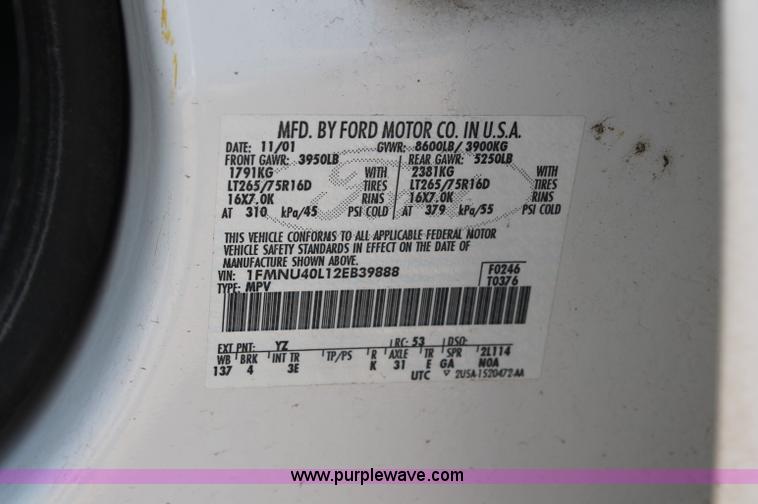 MFD. BY FORD MOTOR CO. IN U.S.A.
DATE: 11/01 GVWR: 8600LB/ 3900KG
FRONT GAWR: 3950LB REAR GAWR: 5250LB
1791KG WITH 2381KG WITH
LT265/75R16D TIRES LT265/75R16D TIRES
16X7.0K RIMS 16X7.0K RIMS
AT 310 kPa/45 PSI COLD AT 379 kPa/55 PSI COLD
THIS VEHICLE CONFORMS TO ALL APPLICABLE FEDERAL MOTOR
VEHICLE SAFETY STANDARDS IN EFFECT ON THE DATE OF
MANUFACTURE SHOWN ABOVE.
VIN: 1FMNU40L12EB39888 F0246
TYPE: MPV T0376
EXT PNT: YZ RC: 53 DSO:
WB BRK INT TR TP/PS R AXLE TR SPR 2L114
137 4 3E K 31 E GA N0A
UTC 2USA-1520472-AA
www.purplewave.com